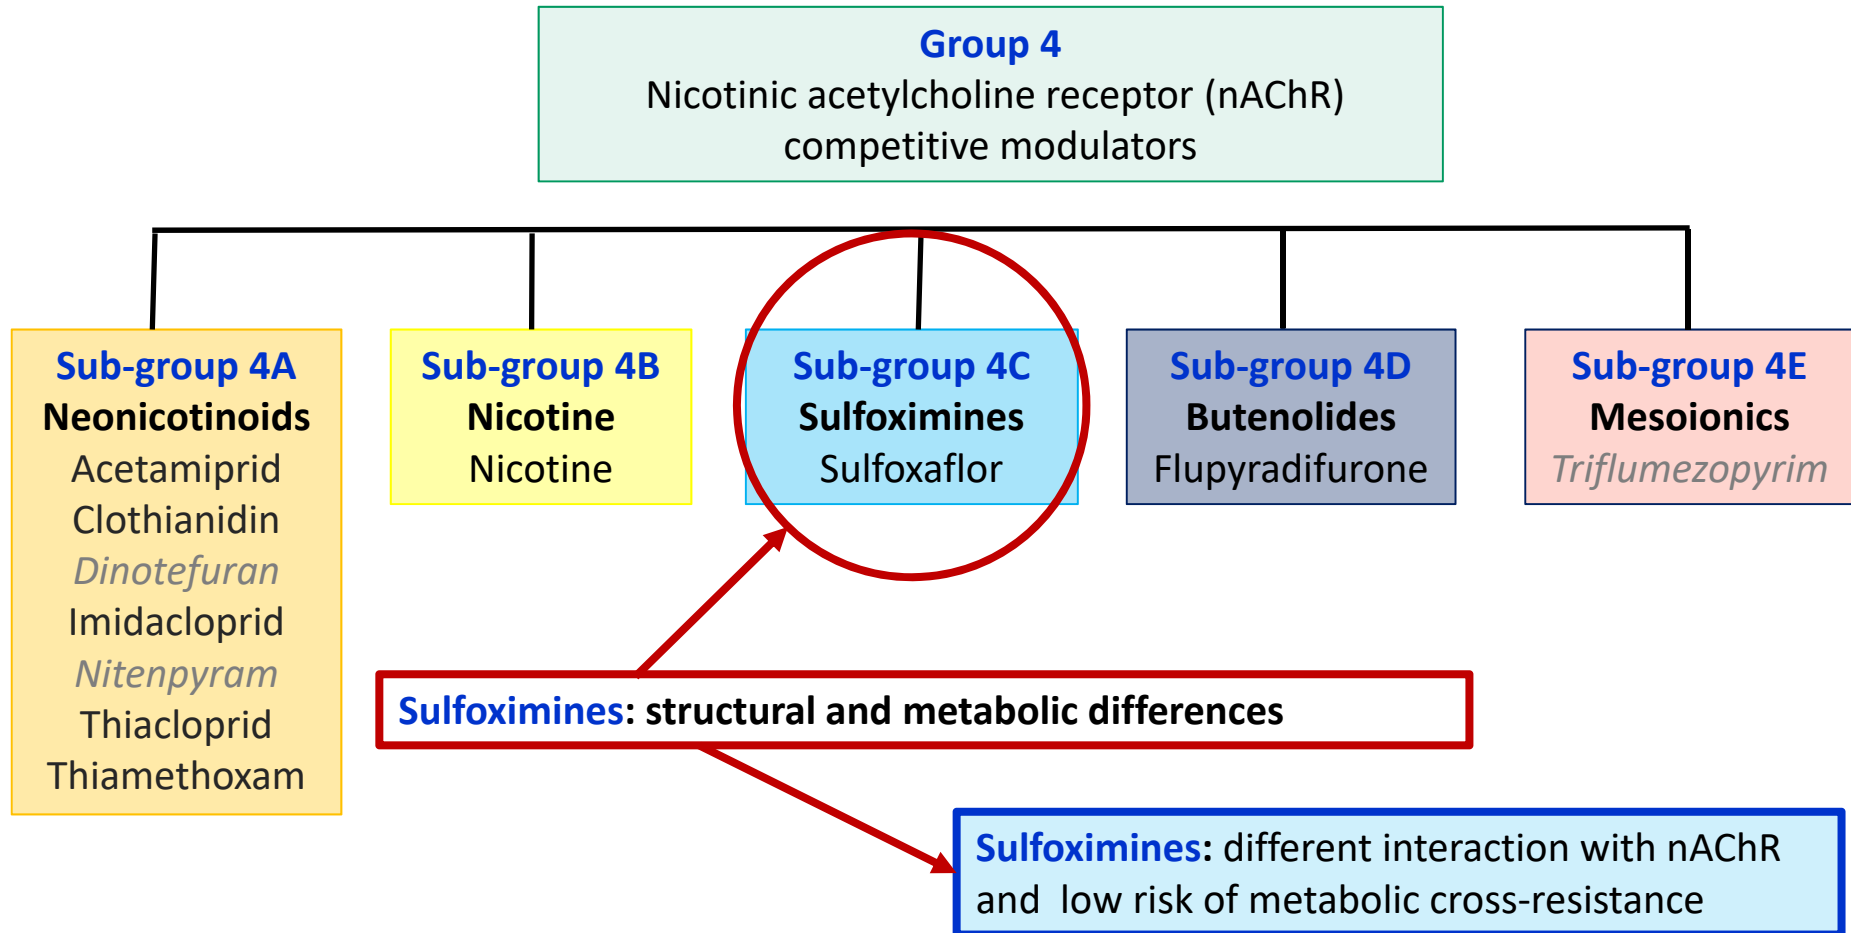 Group 4
Nicotinic acetylcholine receptor (nAChR)
competitive modulators
Sub-group 4A
Neonicotinoids
Acetamiprid
Clothianidin
Dinotefuran
Imidacloprid
Nitenpyram
Thiacloprid
Thiamethoxam
Sub-group 4B
Nicotine
Nicotine
Sub-group 4C
Sulfoximines
Sulfoxaflor
Sub-group 4D
Butenolides
Flupyradifurone
Sub-group 4E
Mesoionics
Triflumezopyrim
Sulfoximines: structural and metabolic differences
Sulfoximines: different interaction with nAChR
and low risk of metabolic cross-resistance